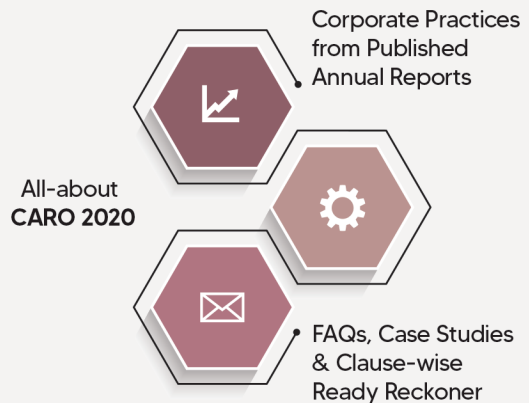 Corporate Practices
from Published
Annual Reports
All-about
CARO 2020
FAQs, Case Studies
& Clause-wise
Ready Reckoner